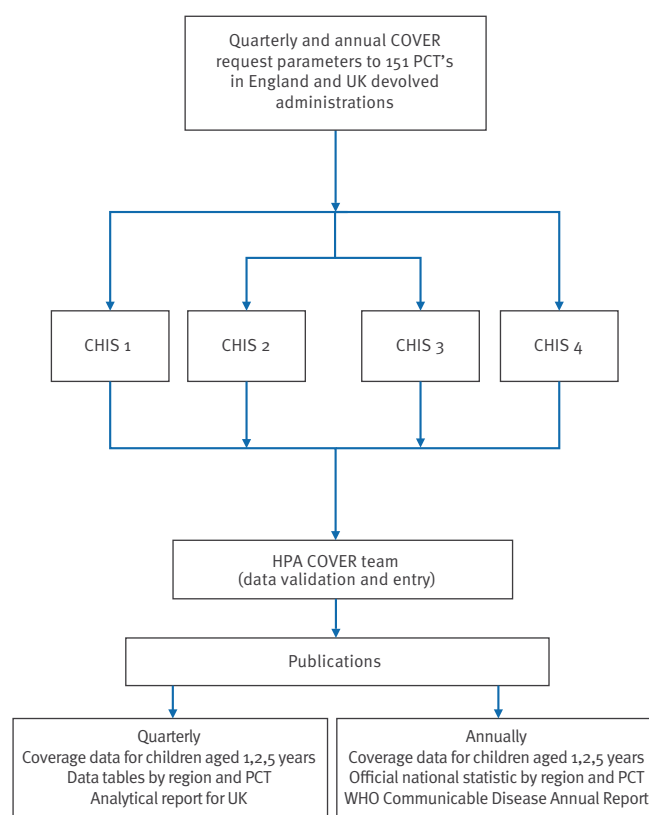 Quarterly and annual COVER
request parameters to 151 PCT's
in England and UK devolved
administrations
CHIS 1
CHIS 2
CHIS 3
CHIS 4
HPA COVER team
(data validation and entry)
Publications
Quarterly
Coverage data for children aged 1,2,5 years
Data tables by region and PCT
Analytical report for UK
Annually
Coverage data for children aged 1,2,5 years
Official national statistic by region and PCT
WHO Communicable Disease Annual Report